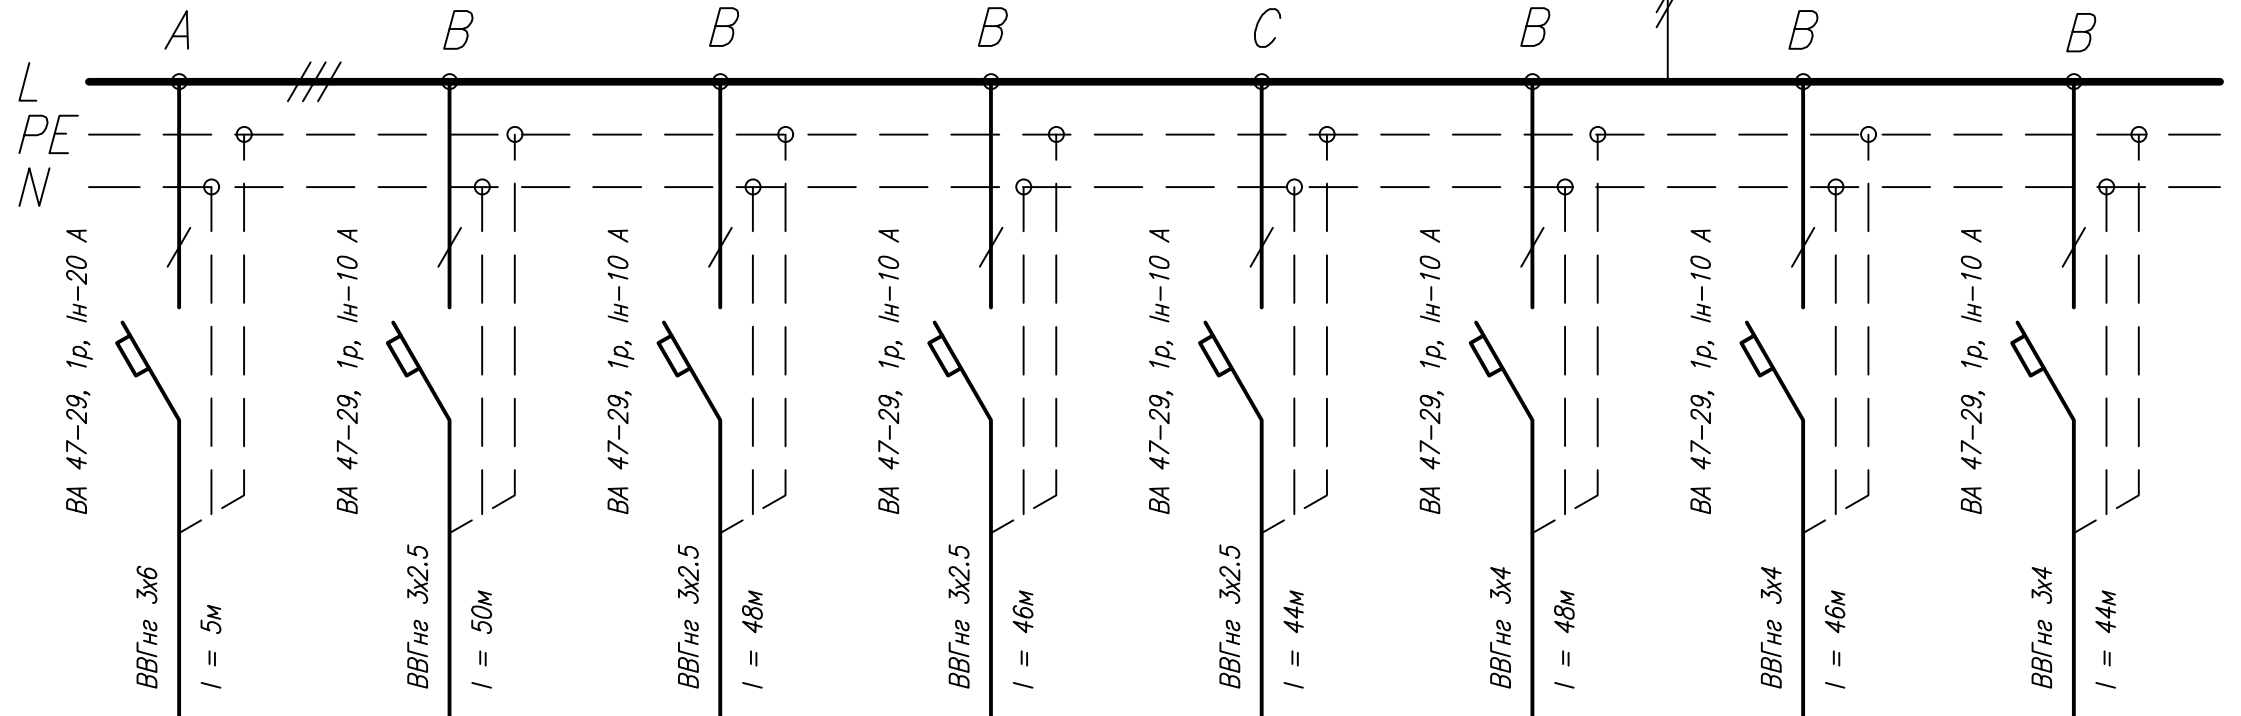 A B B B C B B B
L
PE
N
ВА 47-29, 1р, Iн-20 А
ВВГнг 3х6
l = 5м
ВА 47-29, 1р, Iн-10 А
ВВГнг 3х2.5
l = 50м
ВА 47-29, 1р, Iн-10 А
ВВГнг 3х2.5
l = 48м
ВА 47-29, 1р, Iн-10 А
ВВГнг 3х2.5
l = 46м
ВА 47-29, 1р, Iн-10 А
ВВГнг 3х2.5
l = 44м
ВА 47-29, 1р, Iн-10 А
ВВГнг 3х4
l = 48м
ВА 47-29, 1р, Iн-10 А
ВВГнг 3х4
l = 46м
ВА 47-29, 1р, Iн-10 А
ВВГнг 3х4
l = 44м